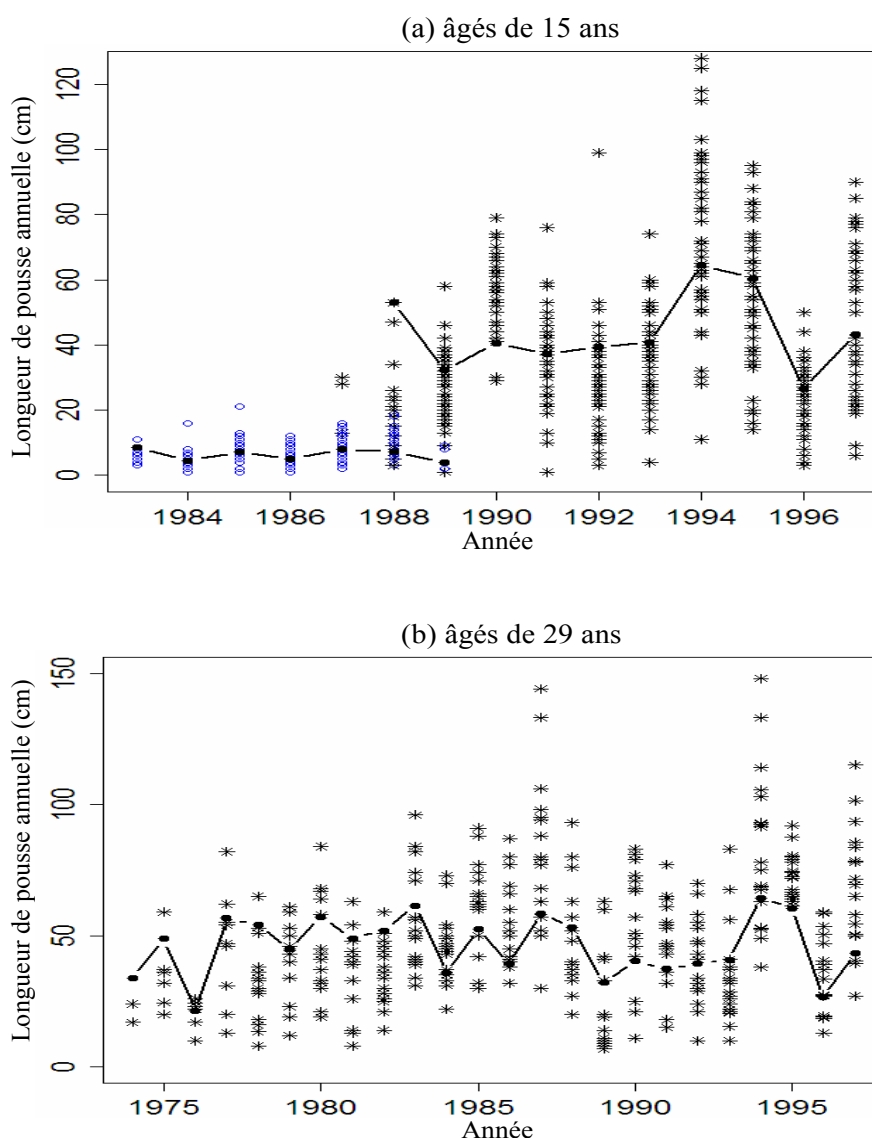 (a) âgés de 15 ans
Longueur de pousse annuelle (cm)
120
100
80
60
40
20
0
1984 1986 1988 1990 1992 1994 1996
Année
(b) âgés de 29 ans
Longueur de pousse annuelle (cm)
150
100
50
0
1975 1980 1985 1990 1995
Année